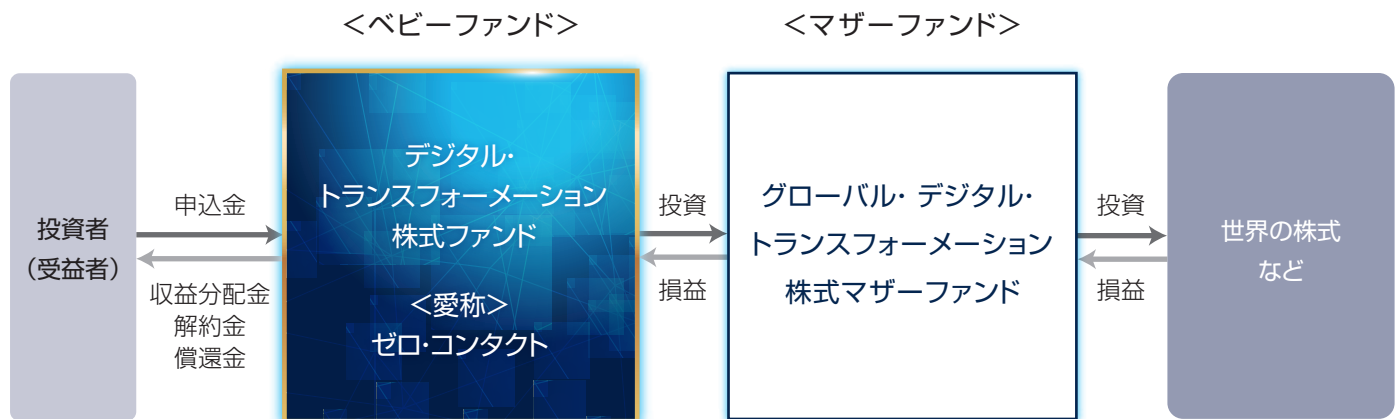 ＜ベビーファンド＞
＜マザーファンド＞
投資者
（受益者）
申込金
収益分配金
解約金
償還金
デジタル・
トランスフォーメーション
株式ファンド
＜愛称＞
ゼロ・コンタクト
投資
損益
グローバル・ デジタル・
トランスフォーメーション
株式マザーファンド
投資
損益
世界の株式
など